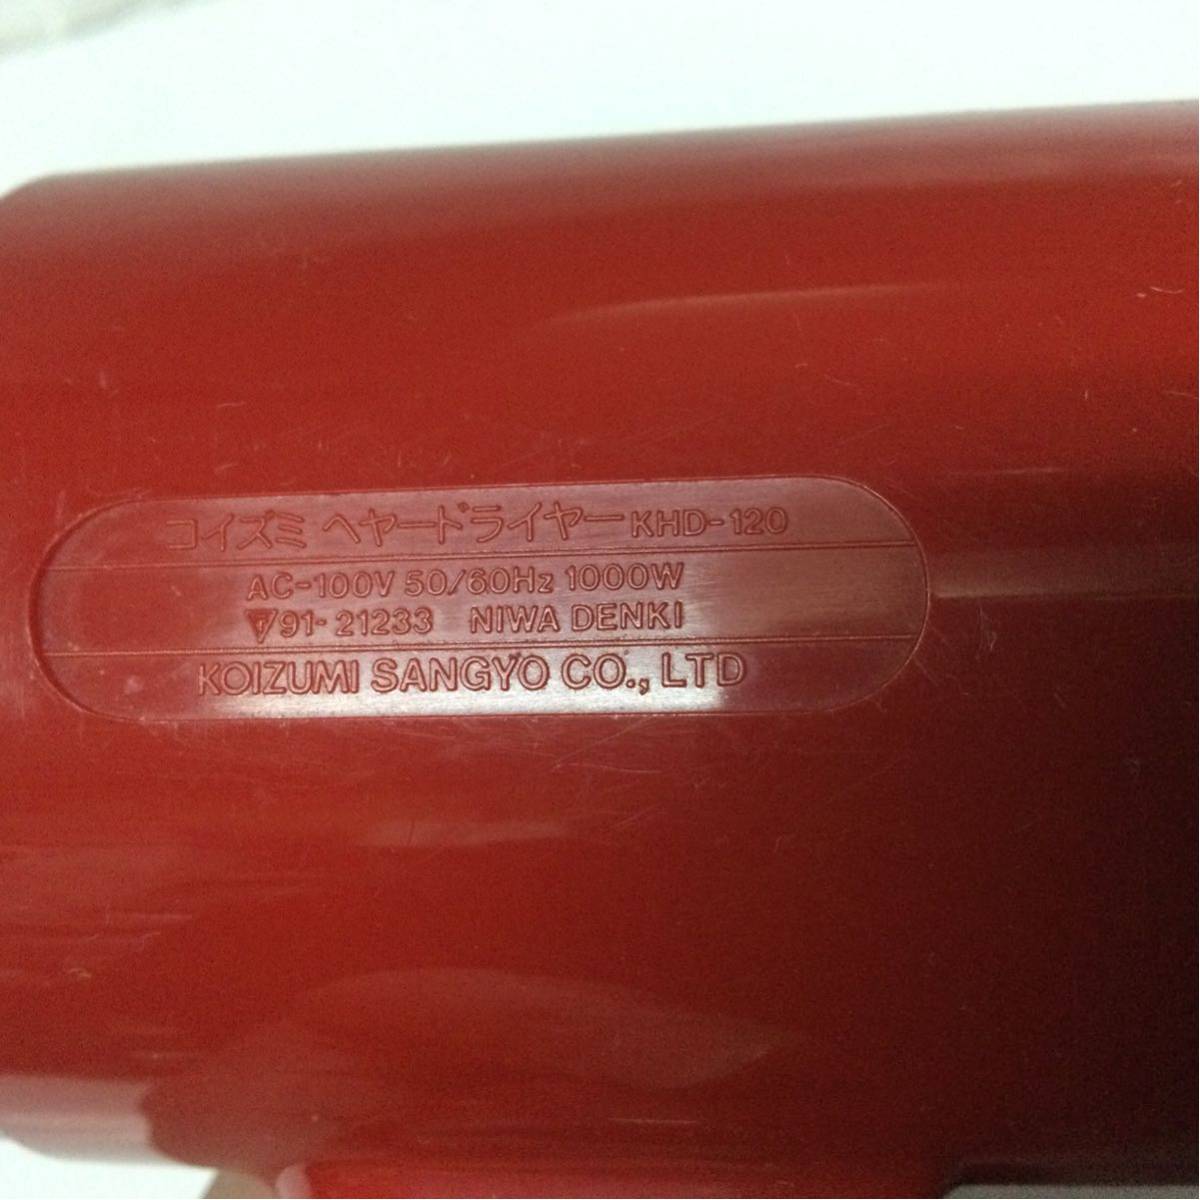 コイズミ ヘヤードライヤー KHD-120
AC-100V 50/60Hz 1000W
91-21233 NIWA DENKI
KOIZUMI SANGYO CO., LTD